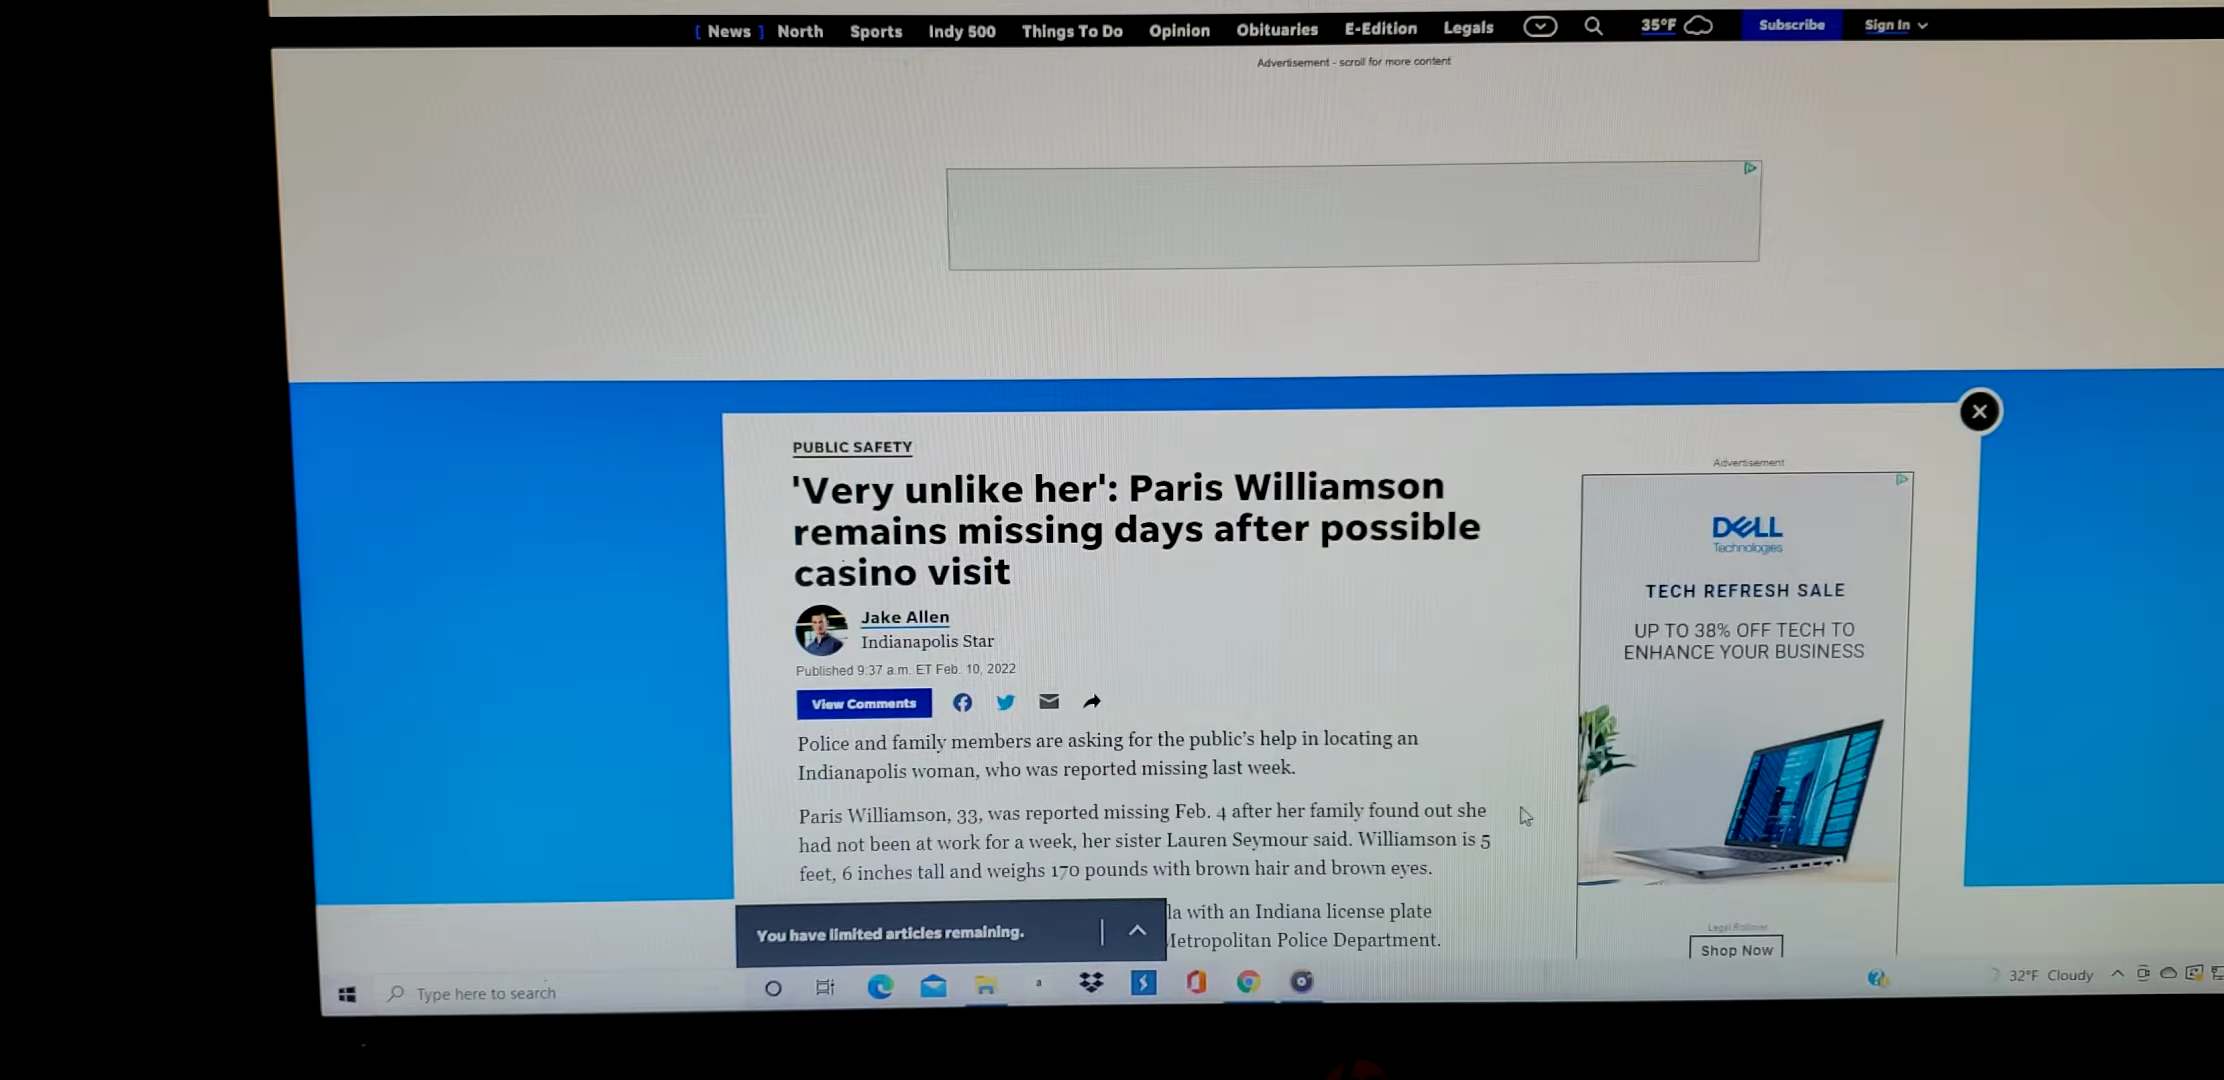 [ News ] North Sports Indy 500 Things To Do Opinion Obituaries E-Edition Legals 35°F Subscribe Sign In
Advertisement - scroll for more content
PUBLIC SAFETY
'Very unlike her': Paris Williamson
remains missing days after possible
casino visit
Jake Allen
Indianapolis Star
Published 9:37 a.m. ET Feb. 10, 2022
View Comments
Police and family members are asking for the public's help in locating an
Indianapolis woman, who was reported missing last week.
Paris Williamson, 33, was reported missing Feb. 4 after her family found out she
had not been at work for a week, her sister Lauren Seymour said. Williamson is 5
feet, 6 inches tall and weighs 170 pounds with brown hair and brown eyes.
la with an Indiana license plate
Metropolitan Police Department.
You have limited articles remaining.
Advertisement
DELL
Technologies
TECH REFRESH SALE
UP TO 38% OFF TECH TO
ENHANCE YOUR BUSINESS
Legal Rollover
Shop Now
Type here to search
a
32°F Cloudy